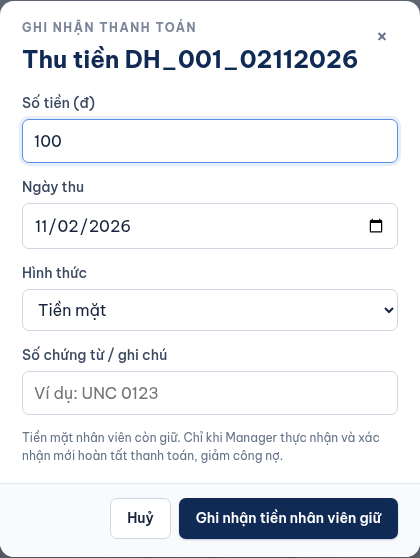 GHI NHẬN THANH TOÁN
Thu tiền DH_001_02112026
×
Số tiền (đ)
100
Ngày thu
11/02/2026
Hình thức
Tiền mặt
Số chứng từ / ghi chú
Ví dụ: UNC 0123
Tiền mặt nhân viên còn giữ. Chỉ khi Manager thực nhận và xác
nhận mới hoàn tất thanh toán, giảm công nợ.
Huỷ
Ghi nhận tiền nhân viên giữ